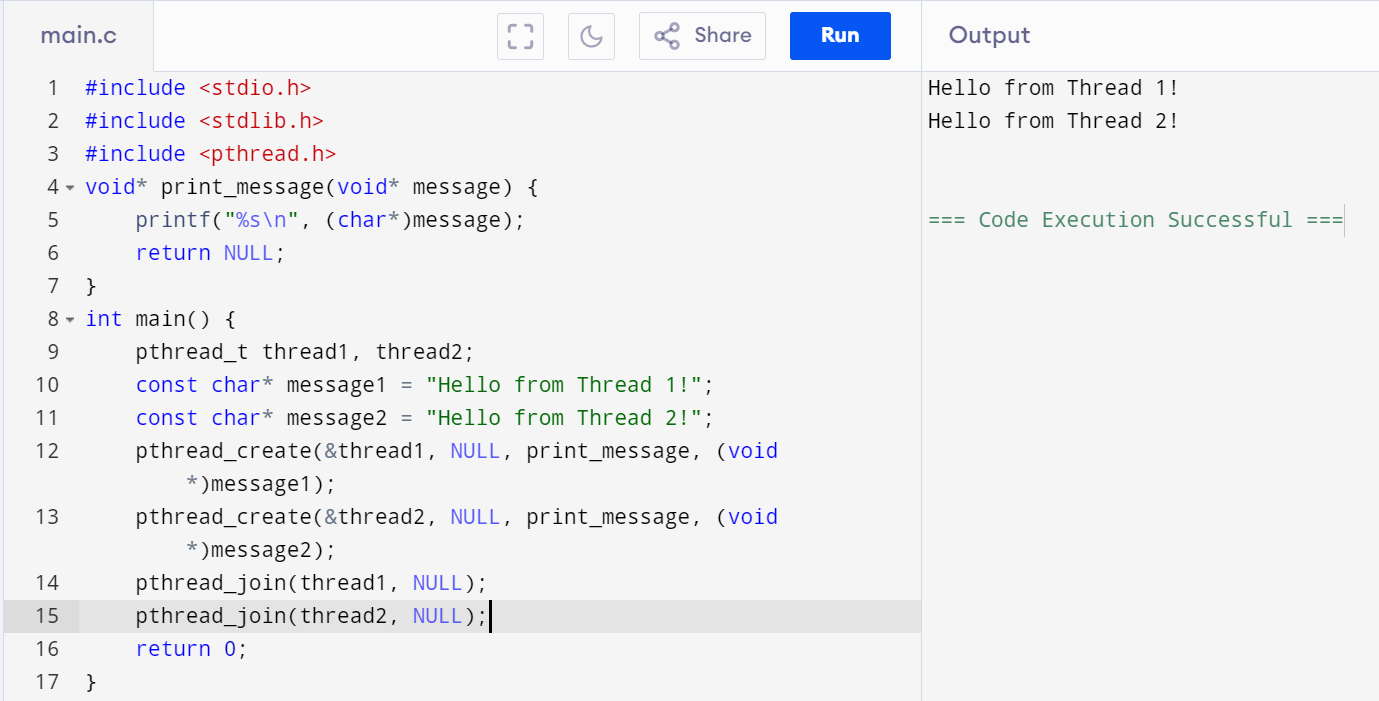 main.c
Share
Run
Output
1 #include <stdio.h>
2 #include <stdlib.h>
3 #include <pthread.h>
4 void* print_message(void* message) {
5 printf("%s\n", (char*)message);
6 return NULL;
7 }
8 int main() {
9 pthread_t thread1, thread2;
10 const char* message1 = "Hello from Thread 1!";
11 const char* message2 = "Hello from Thread 2!";
12 pthread_create(&thread1, NULL, print_message, (void
*)message1);
13 pthread_create(&thread2, NULL, print_message, (void
*)message2);
14 pthread_join(thread1, NULL);
15 pthread_join(thread2, NULL);
16 return 0;
17 }
Hello from Thread 1!
Hello from Thread 2!
=== Code Execution Successful ===